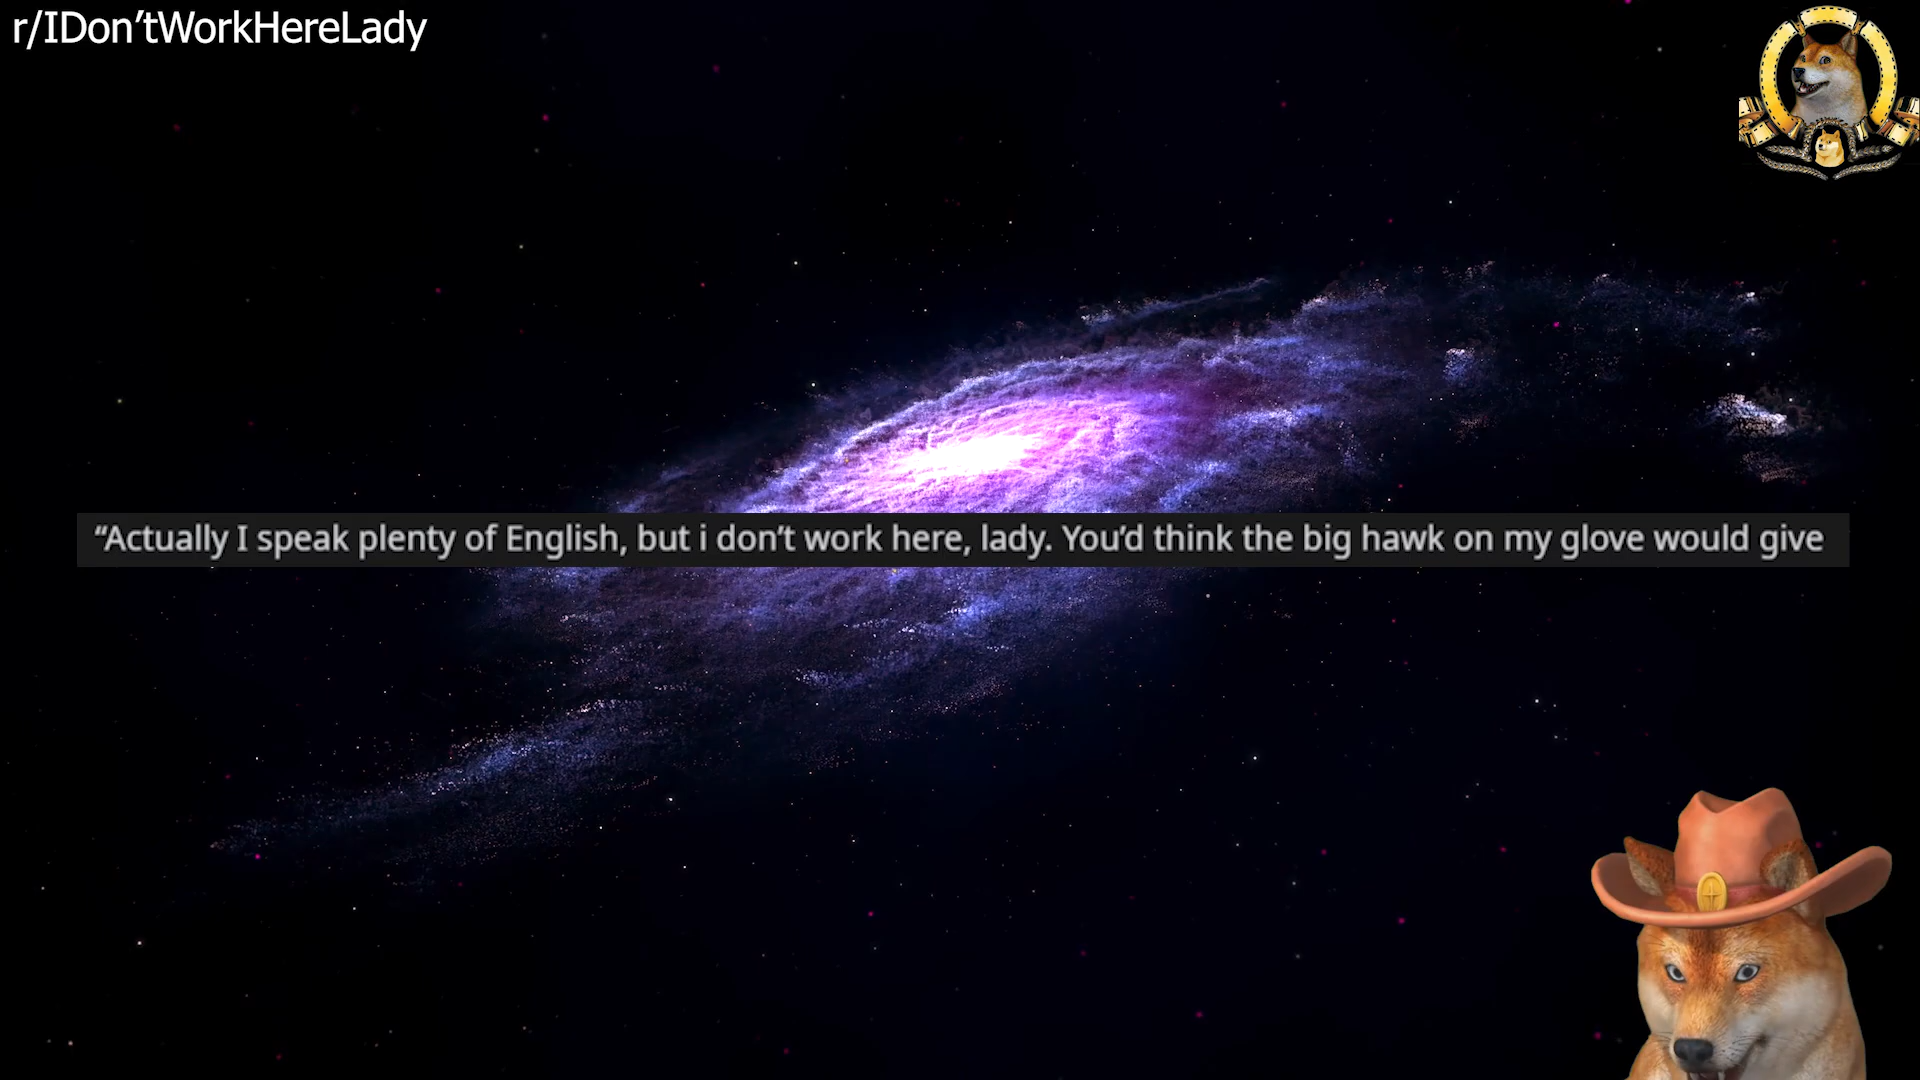 r/IDon’tWorkHereLady
“Actually I speak plenty of English, but i don’t work here, lady. You’d think the big hawk on my glove would give